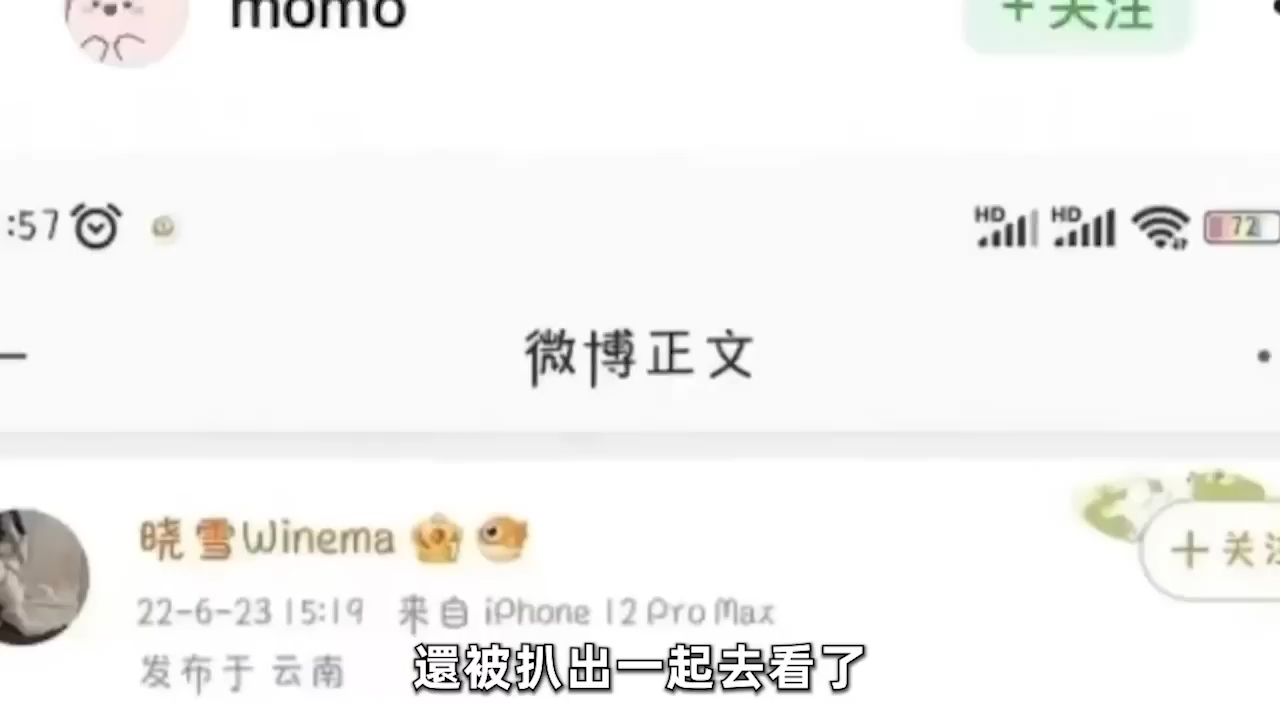 momo
+关注
:57
HD HD 72
微博正文
晓雪Winema
+关注
22-6-23 15:19 来自 iPhone 12 Pro Max
发布于 云南
還被扒出一起去看了